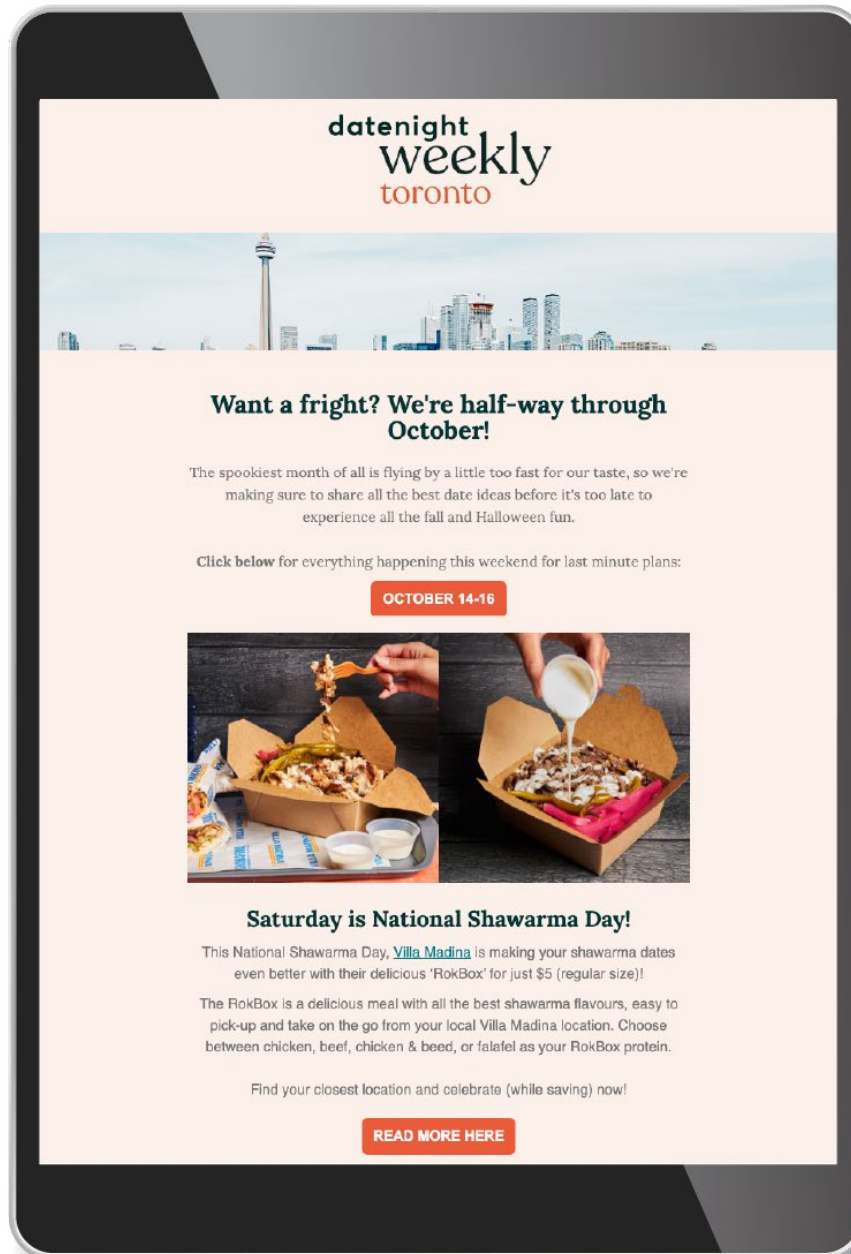 datenight
weekly
toronto
Want a fright? We're half-way through
October!
The spookiest month of all is flying by a little too fast for our taste, so we're
making sure to share all the best date ideas before it's too late to
experience all the fall and Halloween fun.
Click below for everything happening this weekend for last minute plans:
OCTOBER 14-16
Saturday is National Shawarma Day!
This National Shawarma Day, Villa Madina is making your shawarma dates
even better with their delicious ‘RokBox’ for just $5 (regular size)!
The RokBox is a delicious meal with all the best shawarma flavours, easy to
pick-up and take on the go from your local Villa Madina location. Choose
between chicken, beef, chicken & beed, or falafel as your RokBox protein.
Find your closest location and celebrate (while saving) now!
READ MORE HERE